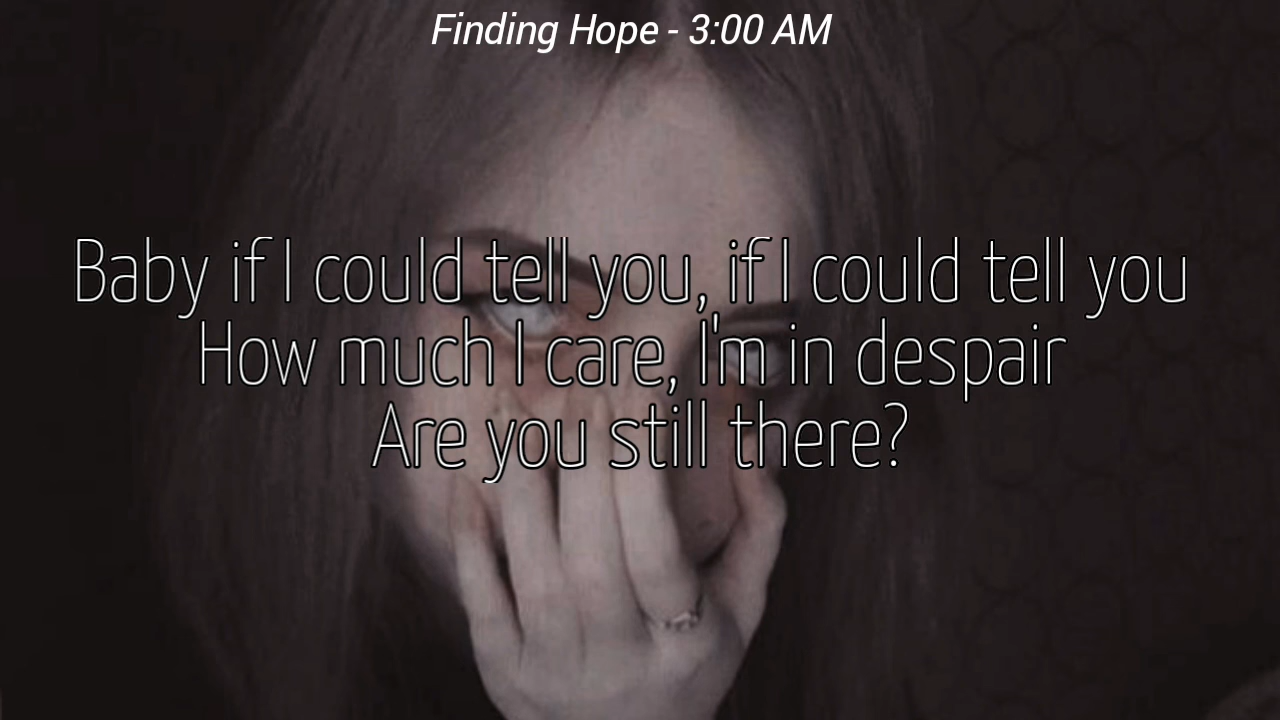 Finding Hope - 3:00 AM
Baby if I could tell you, if I could tell you
How much I care, I'm in despair
Are you still there?